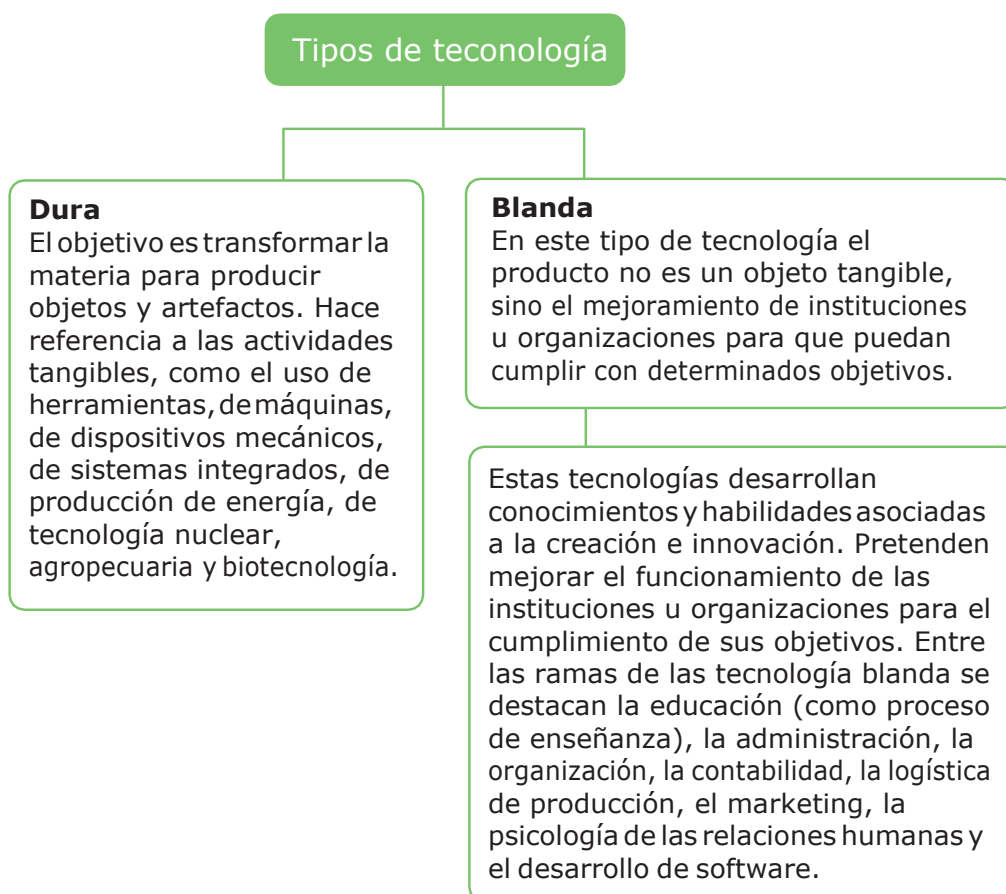 Tipos de teconología
Dura
El objetivo es transformar la
materia para producir
objetos y artefactos. Hace
referencia a las actividades
tangibles, como el uso de
herramientas, de máquinas,
de dispositivos mecánicos,
de sistemas integrados, de
producción de energía, de
tecnología nuclear,
agropecuaria y biotecnología.
Blanda
En este tipo de tecnología el
producto no es un objeto tangible,
sino el mejoramiento de instituciones
u organizaciones para que puedan
cumplir con determinados objetivos.
Estas tecnologías desarrollan
conocimientos y habilidades asociadas
a la creación e innovación. Pretenden
mejorar el funcionamiento de las
instituciones u organizaciones para el
cumplimiento de sus objetivos. Entre
las ramas de las tecnología blanda se
destacan la educación (como proceso
de enseñanza), la administración, la
organización, la contabilidad, la logística
de producción, el marketing, la
psicología de las relaciones humanas y
el desarrollo de software.